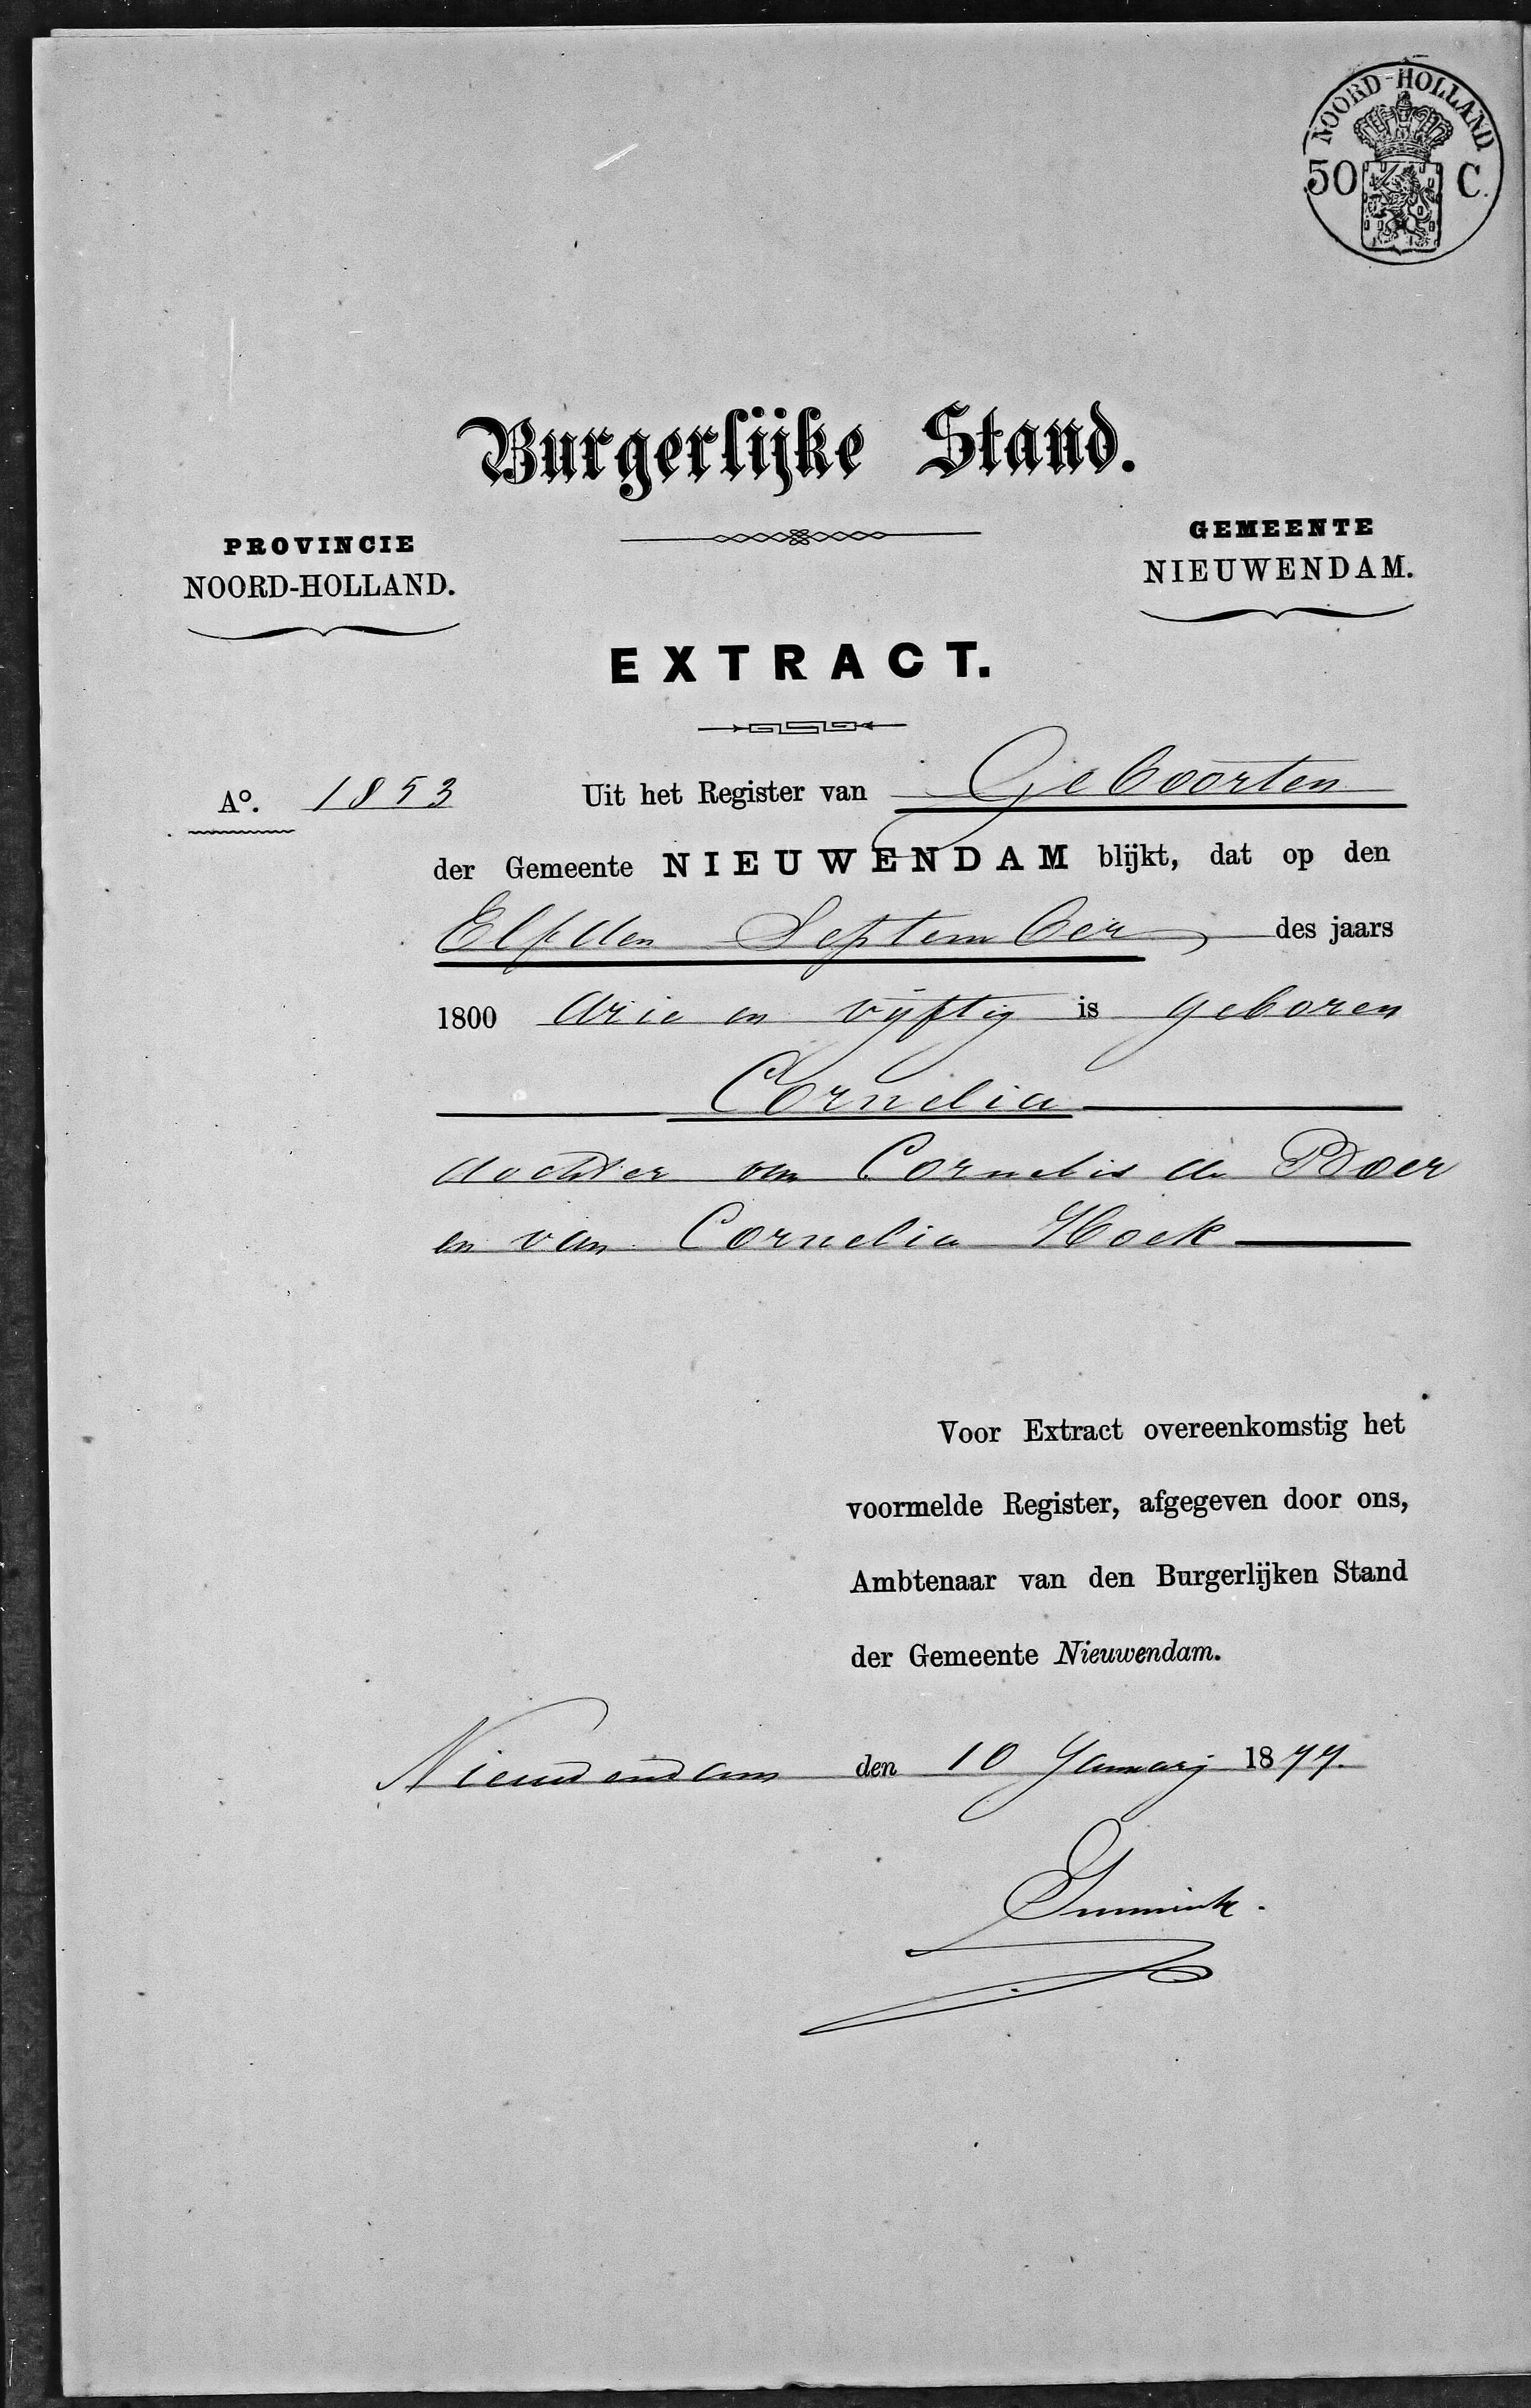 NOORD-HOLLAND
50 C.
Burgerlijke Stand.
PROVINCIE
NOORD-HOLLAND.
GEMEENTE
NIEUWENDAM.
EXTRACT.
Aº. 1853 Uit het Register van Geboorten
der Gemeente NIEUWENDAM blijkt, dat op den
Elfden September des jaars
1800 drie en vijftig is geboren
Cornelia
dochter van Cornelis de Boer
en van Cornelia Hoek
Voor Extract overeenkomstig het
voormelde Register, afgegeven door ons,
Ambtenaar van den Burgerlijken Stand
der Gemeente Nieuwendam.
Nieuwendam den 10 Januarij 1877.